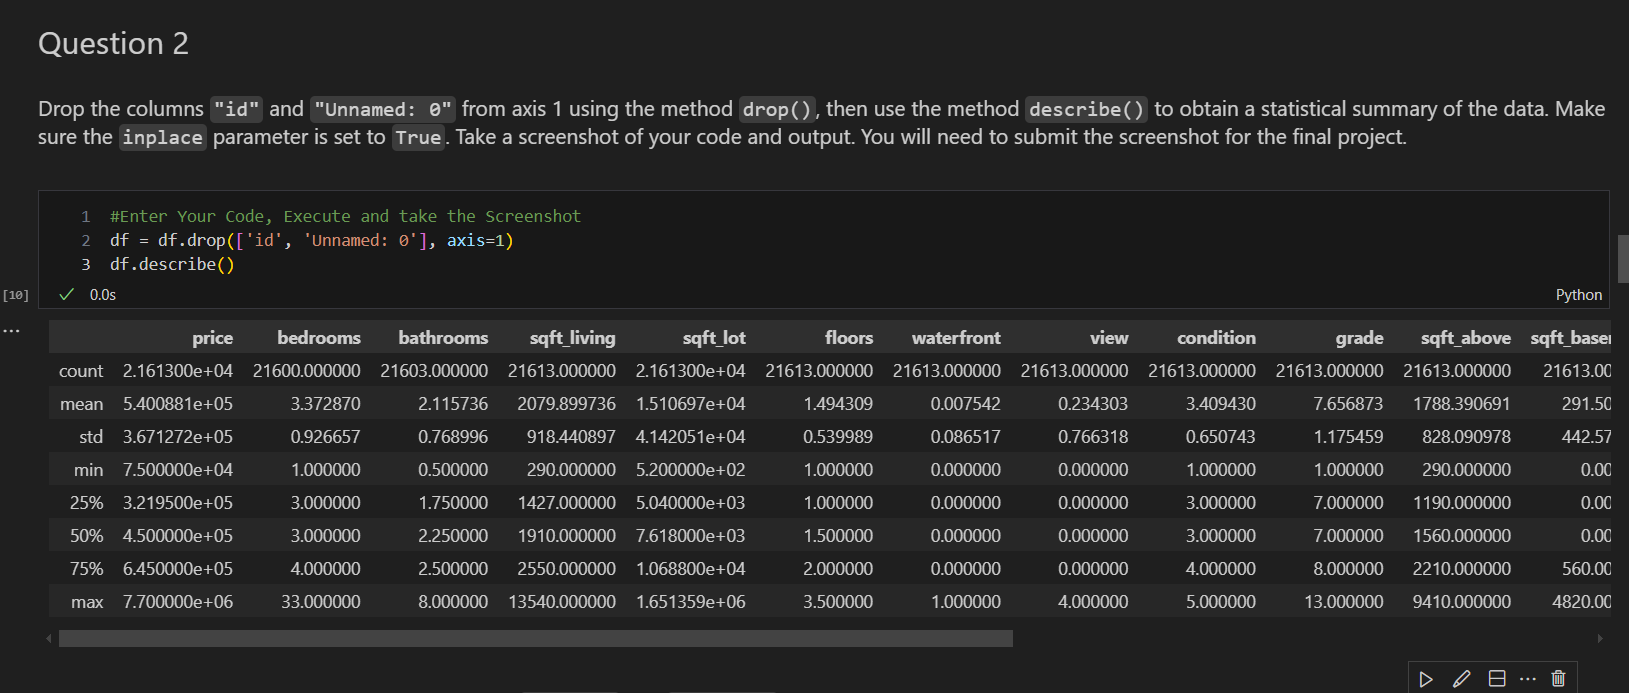 Question 2
Drop the columns "id" and "Unnamed: 0" from axis 1 using the method drop(), then use the method describe() to obtain a statistical summary of the data. Make
sure the inplace parameter is set to True. Take a screenshot of your code and output. You will need to submit the screenshot for the final project.
1 #Enter Your Code, Execute and take the Screenshot
2 df = df.drop(['id', 'Unnamed: 0'], axis=1)
3 df.describe()
[10] ✓ 0.0s Python
...
price bedrooms bathrooms sqft_living sqft_lot floors waterfront view condition grade sqft_above sqft_baser
count 2.161300e+04 21600.000000 21603.000000 21613.000000 2.161300e+04 21613.000000 21613.000000 21613.000000 21613.000000 21613.000000 21613.000000 21613.00
mean 5.400881e+05 3.372870 2.115736 2079.899736 1.510697e+04 1.494309 0.007542 0.234303 3.409430 7.656873 1788.390691 291.50
std 3.671272e+05 0.926657 0.768996 918.440897 4.142051e+04 0.539989 0.086517 0.766318 0.650743 1.175459 828.090978 442.57
min 7.500000e+04 1.000000 0.500000 290.000000 5.200000e+02 1.000000 0.000000 0.000000 1.000000 1.000000 290.000000 0.00
25% 3.219500e+05 3.000000 1.750000 1427.000000 5.040000e+03 1.000000 0.000000 0.000000 3.000000 7.000000 1190.000000 0.00
50% 4.500000e+05 3.000000 2.250000 1910.000000 7.618000e+03 1.500000 0.000000 0.000000 3.000000 7.000000 1560.000000 0.00
75% 6.450000e+05 4.000000 2.500000 2550.000000 1.068800e+04 2.000000 0.000000 0.000000 4.000000 8.000000 2210.000000 560.00
max 7.700000e+06 33.000000 8.000000 13540.000000 1.651359e+06 3.500000 1.000000 4.000000 5.000000 13.000000 9410.000000 4820.00